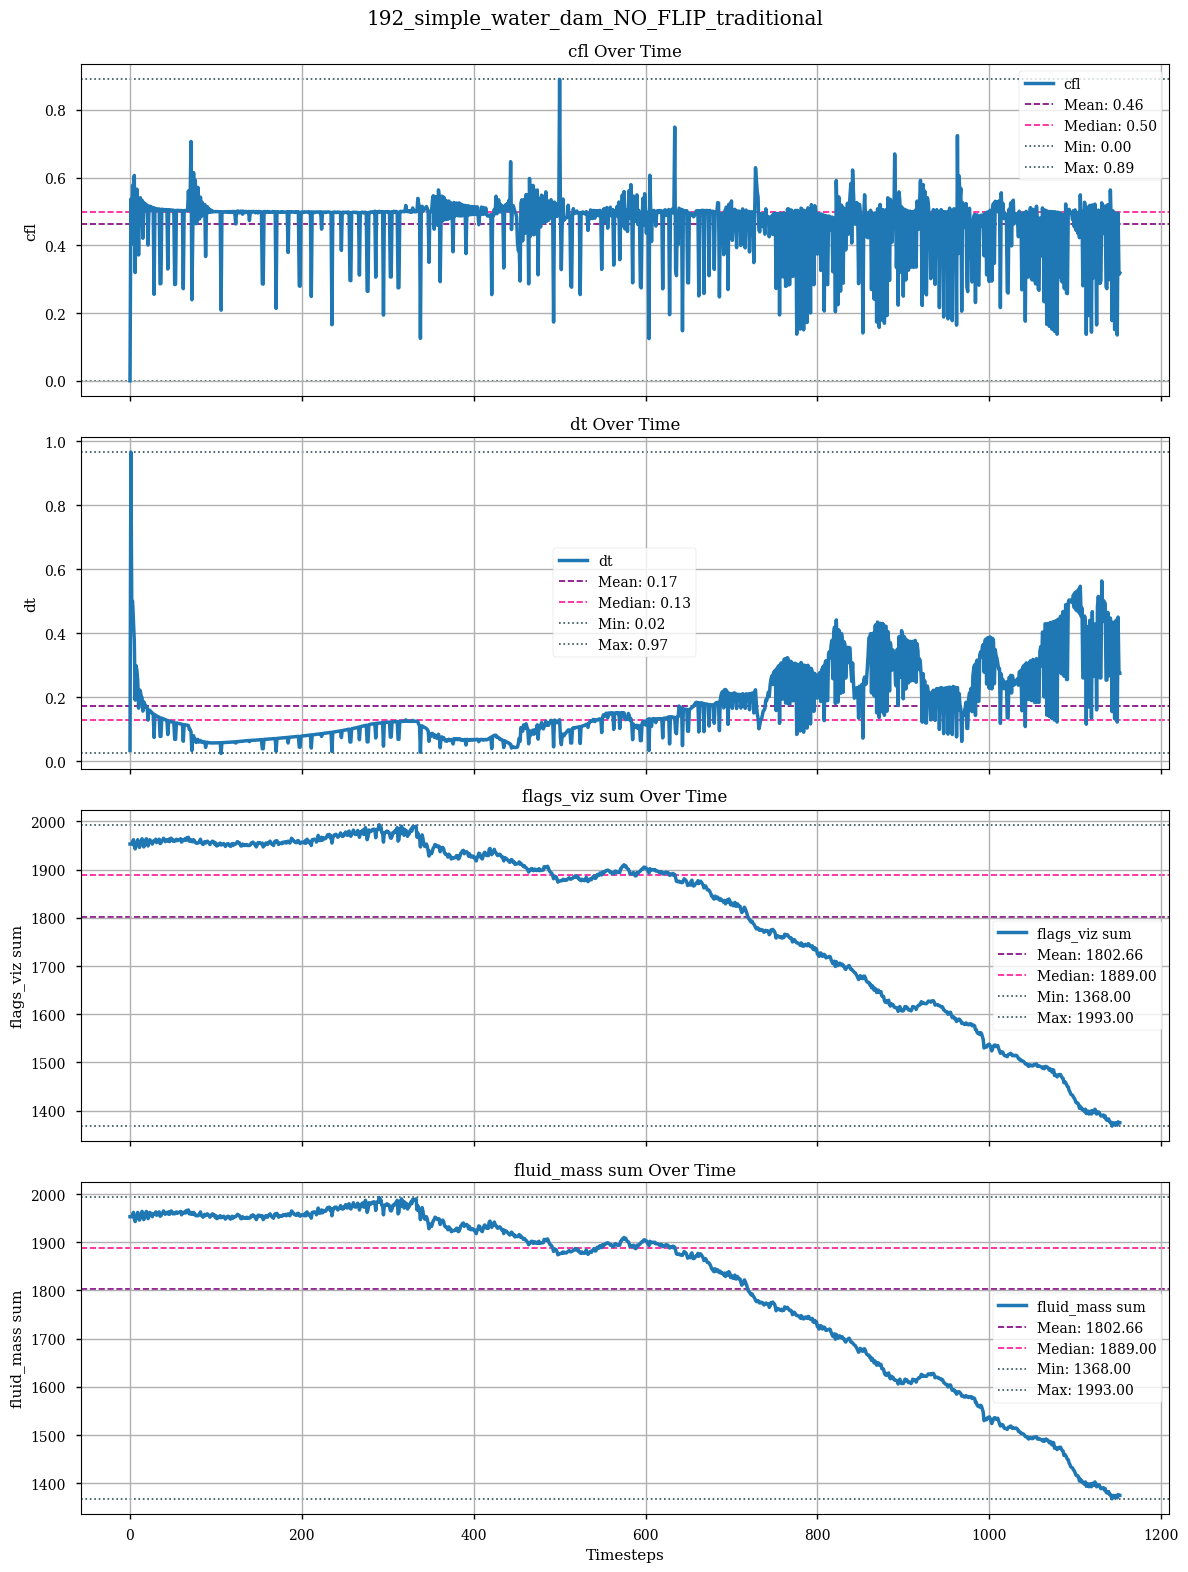 192_simple_water_dam_NO_FLIP_traditional
cfl Over Time
cfl
0.8
0.6
0.4
0.2
0.0
cfl
Mean: 0.46
Median: 0.50
Min: 0.00
Max: 0.89
dt Over Time
dt
1.0
0.8
0.6
0.4
0.2
0.0
dt
Mean: 0.17
Median: 0.13
Min: 0.02
Max: 0.97
flags_viz sum Over Time
flags_viz sum
2000
1900
1800
1700
1600
1500
1400
flags_viz sum
Mean: 1802.66
Median: 1889.00
Min: 1368.00
Max: 1993.00
fluid_mass sum Over Time
fluid_mass sum
2000
1900
1800
1700
1600
1500
1400
fluid_mass sum
Mean: 1802.66
Median: 1889.00
Min: 1368.00
Max: 1993.00
0 200 400 600 800 1000 1200
Timesteps